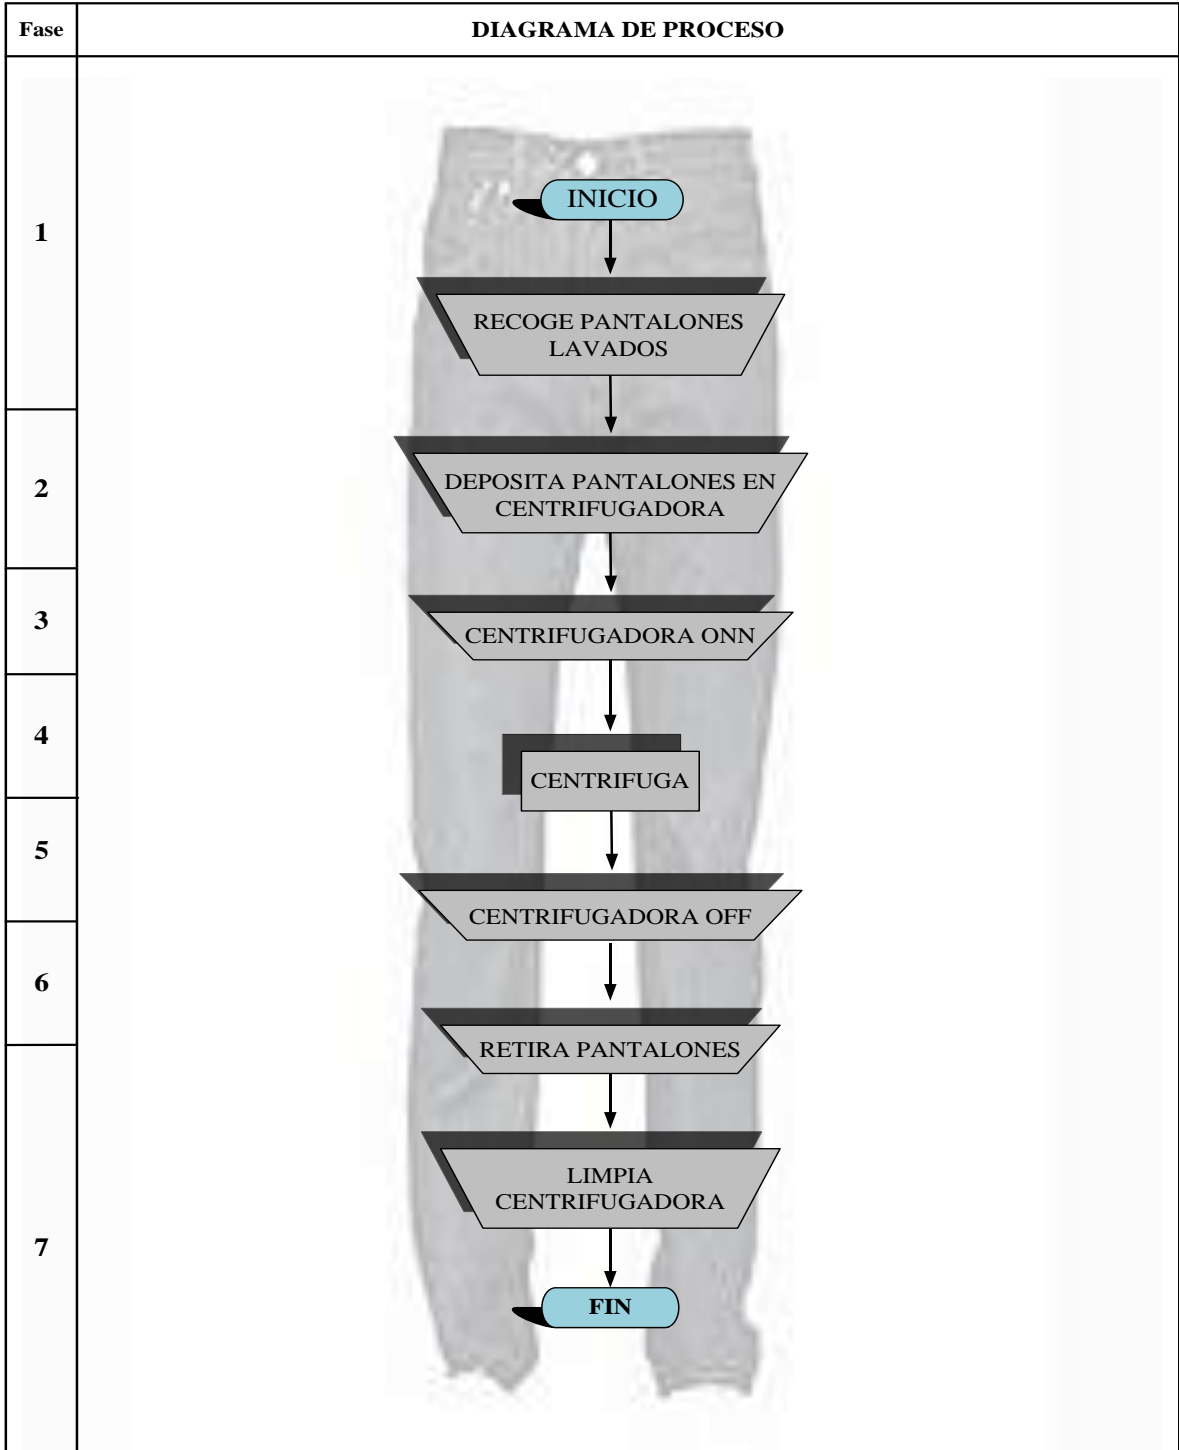 Fase
DIAGRAMA DE PROCESO
1
INICIO
RECOGE PANTALONES
LAVADOS
2
DEPOSITA PANTALONES EN
CENTRIFUGADORA
3
CENTRIFUGADORA ONN
4
CENTRIFUGA
5
CENTRIFUGADORA OFF
6
RETIRA PANTALONES
7
LIMPIA
CENTRIFUGADORA
FIN